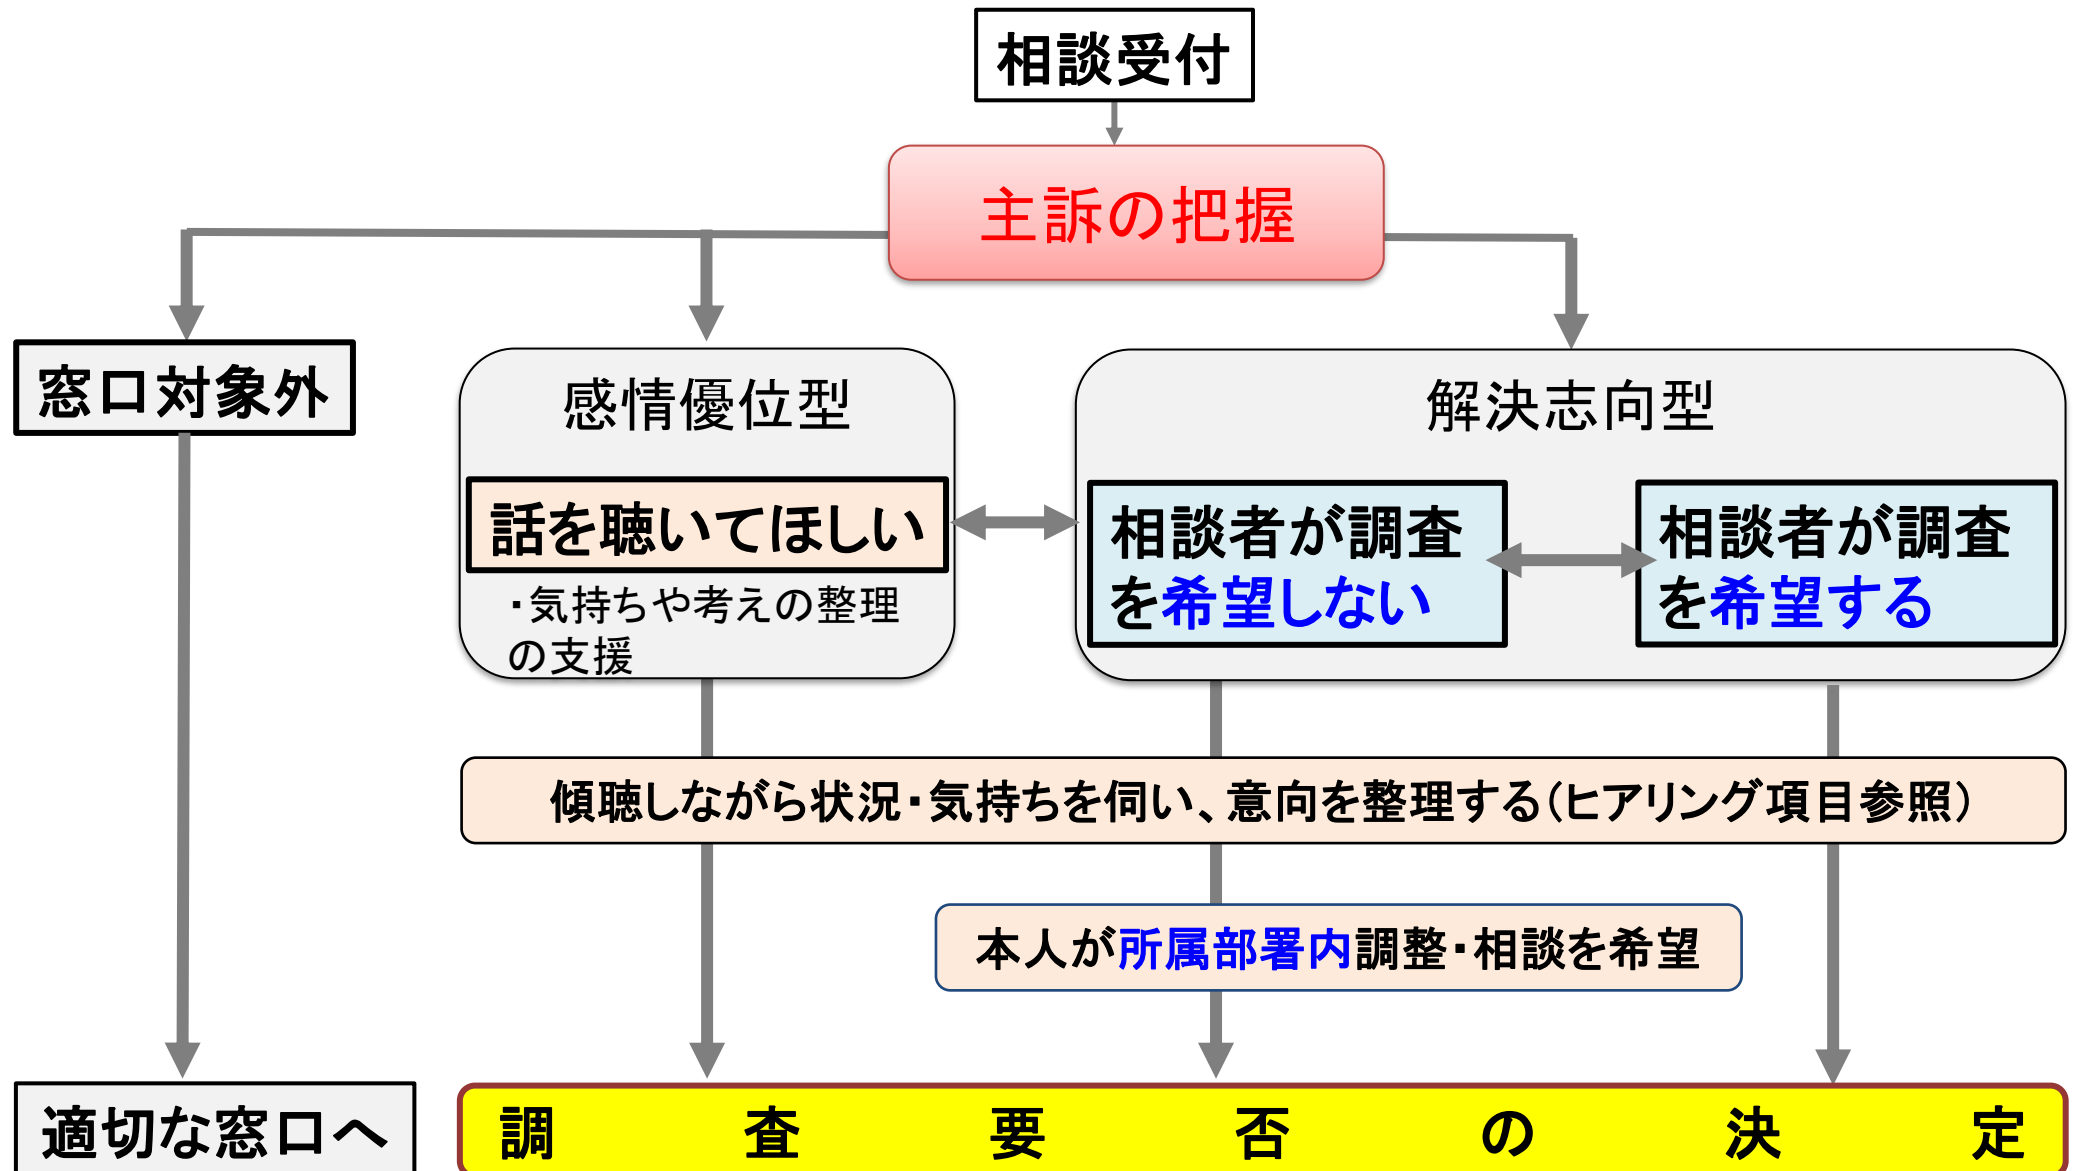 相談受付
主訴の把握
窓口対象外
感情優位型
解決志向型
話を聴いてほしい
・気持ちや考えの整理
の支援
相談者が調査
を希望しない
相談者が調査
を希望する
傾聴しながら状況・気持ちを伺い、意向を整理する（ヒアリング項目参照）
本人が所属部署内調整・相談を希望
適切な窓口へ
調査要否の決定